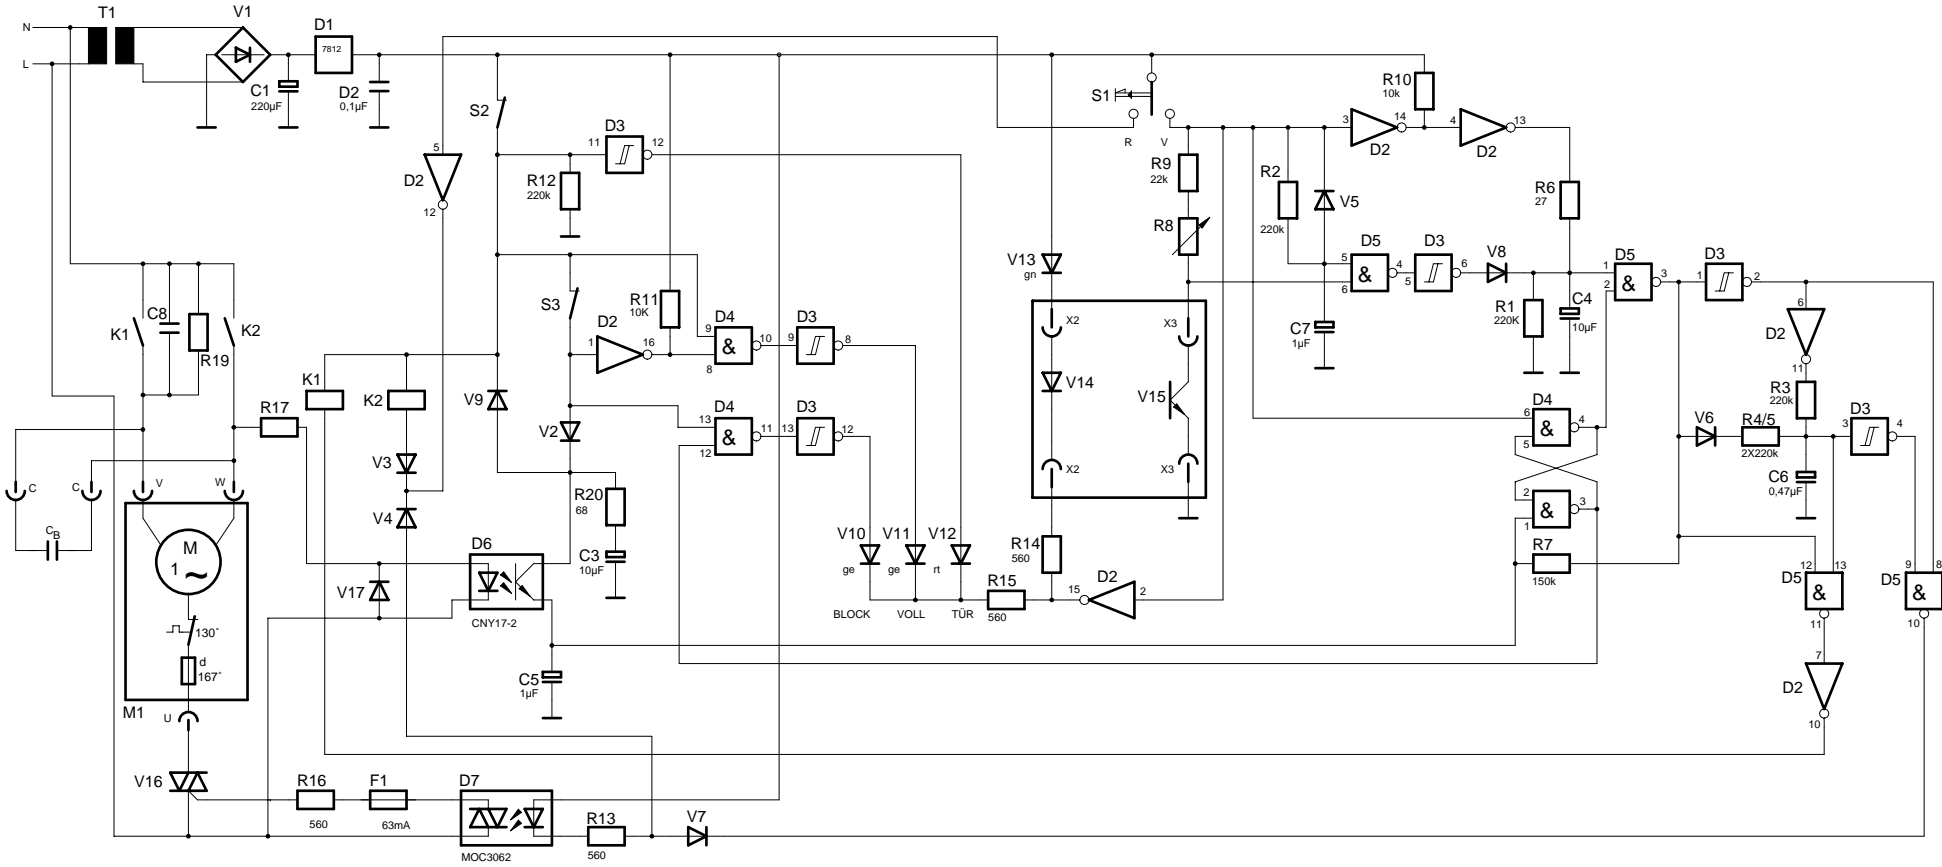 N
T1
V1
D1
7812
L
C1
220µF
D2
0,1µF
S2
5
D2
12
11
D3
12
R12
220k
S1
R
V
R9
22k
R8
R2
220k
V5
3
14
D2
R10
10k
4
13
D2
R6
27
K1
C8
R19
K2
S3
R11
10K
D2
1
16
V13
gn
X2
V14
X2
X3
V15
X3
C7
1µF
D5
5
6
&
4
D3
5
6
V8
R1
220K
C4
10µF
D5
1
2
&
3
D3
1
2
6
D2
11
R3
220k
R17
K1
K2
V9
V2
V3
V4
D4
9
8
&
10
D3
9
8
D4
13
12
&
11
D3
13
12
D4
6
5
&
4
2
1
&
3
V6
R4/5
2X220k
D3
3
4
C6
0,47µF
C
C
V
W
CB
M
1
~
130°
d
167°
M1
U
R20
68
C3
10µF
D6
CNY17-2
V17
C5
1µF
V10
ge
V11
ge
V12
rt
BLOCK
VOLL
TÜR
R14
560
R15
560
D2
15
2
R7
150k
12
13
D5
&
11
9
8
D5
&
10
7
D2
10
V16
R16
560
F1
63mA
D7
MOC3062
R13
560
V7